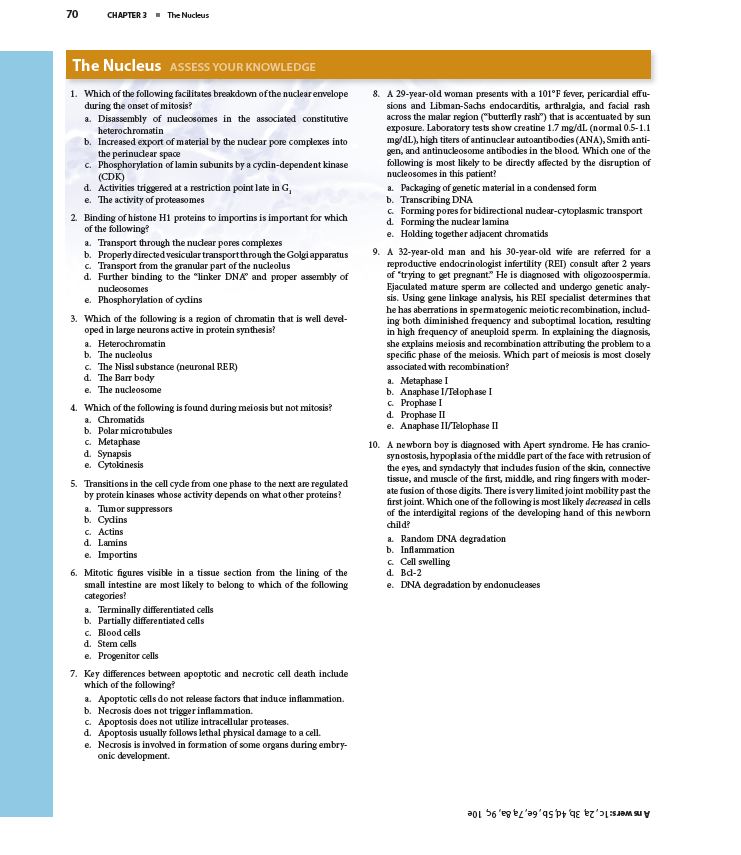 70 CHAPTER 3 ■ The Nucleus
The Nucleus ASSESS YOUR KNOWLEDGE
1. Which of the following facilitates breakdown of the nuclear envelope
during the onset of mitosis?
a. Disassembly of nucleosomes in the associated constitutive
heterochromatin
b. Increased export of material by the nuclear pore complexes into
the perinuclear space
c. Phosphorylation of lamin subunits by a cyclin-dependent kinase
(CDK)
d. Activities triggered at a restriction point late in G₁
e. The activity of proteasomes
2. Binding of histone H1 proteins to importins is important for which
of the following?
a. Transport through the nuclear pores complexes
b. Properly directed vesicular transport through the Golgi apparatus
c. Transport from the granular part of the nucleolus
d. Further binding to the "linker DNA" and proper assembly of
nucleosomes
e. Phosphorylation of cyclins
3. Which of the following is a region of chromatin that is well devel-
oped in large neurons active in protein synthesis?
a. Heterochromatin
b. The nucleolus
c. The Nissl substance (neuronal RER)
d. The Barr body
e. The nucleosome
4. Which of the following is found during meiosis but not mitosis?
a. Chromatids
b. Polar microtubules
c. Metaphase
d. Synapsis
e. Cytokinesis
5. Transitions in the cell cycle from one phase to the next are regulated
by protein kinases whose activity depends on what other proteins?
a. Tumor suppressors
b. Cyclins
c. Actins
d. Lamins
e. Importins
6. Mitotic figures visible in a tissue section from the lining of the
small intestine are most likely to belong to which of the following
categories?
a. Terminally differentiated cells
b. Partially differentiated cells
c. Blood cells
d. Stem cells
e. Progenitor cells
7. Key differences between apoptotic and necrotic cell death include
which of the following?
a. Apoptotic cells do not release factors that induce inflammation.
b. Necrosis does not trigger inflammation.
c. Apoptosis does not utilize intracellular proteases.
d. Apoptosis usually follows lethal physical damage to a cell.
e. Necrosis is involved in formation of some organs during embry-
onic development.
8. A 29-year-old woman presents with a 101°F fever, pericardial effu-
sions and Libman-Sachs endocarditis, arthralgia, and facial rash
across the malar region ("butterfly rash") that is accentuated by sun
exposure. Laboratory tests show creatine 1.7 mg/dL (normal 0.5-1.1
mg/dL), high titers of antinuclear autoantibodies (ANA), Smith anti-
gen, and antinucleosome antibodies in the blood. Which one of the
following is most likely to be directly affected by the disruption of
nucleosomes in this patient?
a. Packaging of genetic material in a condensed form
b. Transcribing DNA
c. Forming pores for bidirectional nuclear-cytoplasmic transport
d. Forming the nuclear lamina
e. Holding together adjacent chromatids
9. A 32-year-old man and his 30-year-old wife are referred for a
reproductive endocrinologist infertility (REI) consult after 2 years
of "trying to get pregnant." He is diagnosed with oligozoospermia.
Ejaculated mature sperm are collected and undergo genetic analy-
sis. Using gene linkage analysis, his REI specialist determines that
he has aberrations in spermatogenic meiotic recombination, includ-
ing both diminished frequency and suboptimal location, resulting
in high frequency of aneuploid sperm. In explaining the diagnosis,
she explains meiosis and recombination attributing the problem to a
specific phase of the meiosis. Which part of meiosis is most closely
associated with recombination?
a. Metaphase I
b. Anaphase I/Telophase I
c. Prophase I
d. Prophase II
e. Anaphase II/Telophase II
10. A newborn boy is diagnosed with Apert syndrome. He has cranio-
synostosis, hypoplasia of the middle part of the face with retrusion of
the eyes, and syndactyly that includes fusion of the skin, connective
tissue, and muscle of the first, middle, and ring fingers with moder-
ate fusion of those digits. There is very limited joint mobility past the
first joint. Which one of the following is most likely decreased in cells
of the interdigital regions of the developing hand of this newborn
child?
a. Random DNA degradation
b. Inflammation
c. Cell swelling
d. Bcl-2
e. DNA degradation by endonucleases
Answers: 1c, 2a, 3b, 4d, 5b, 6e, 7a, 8a, 9c, 10e